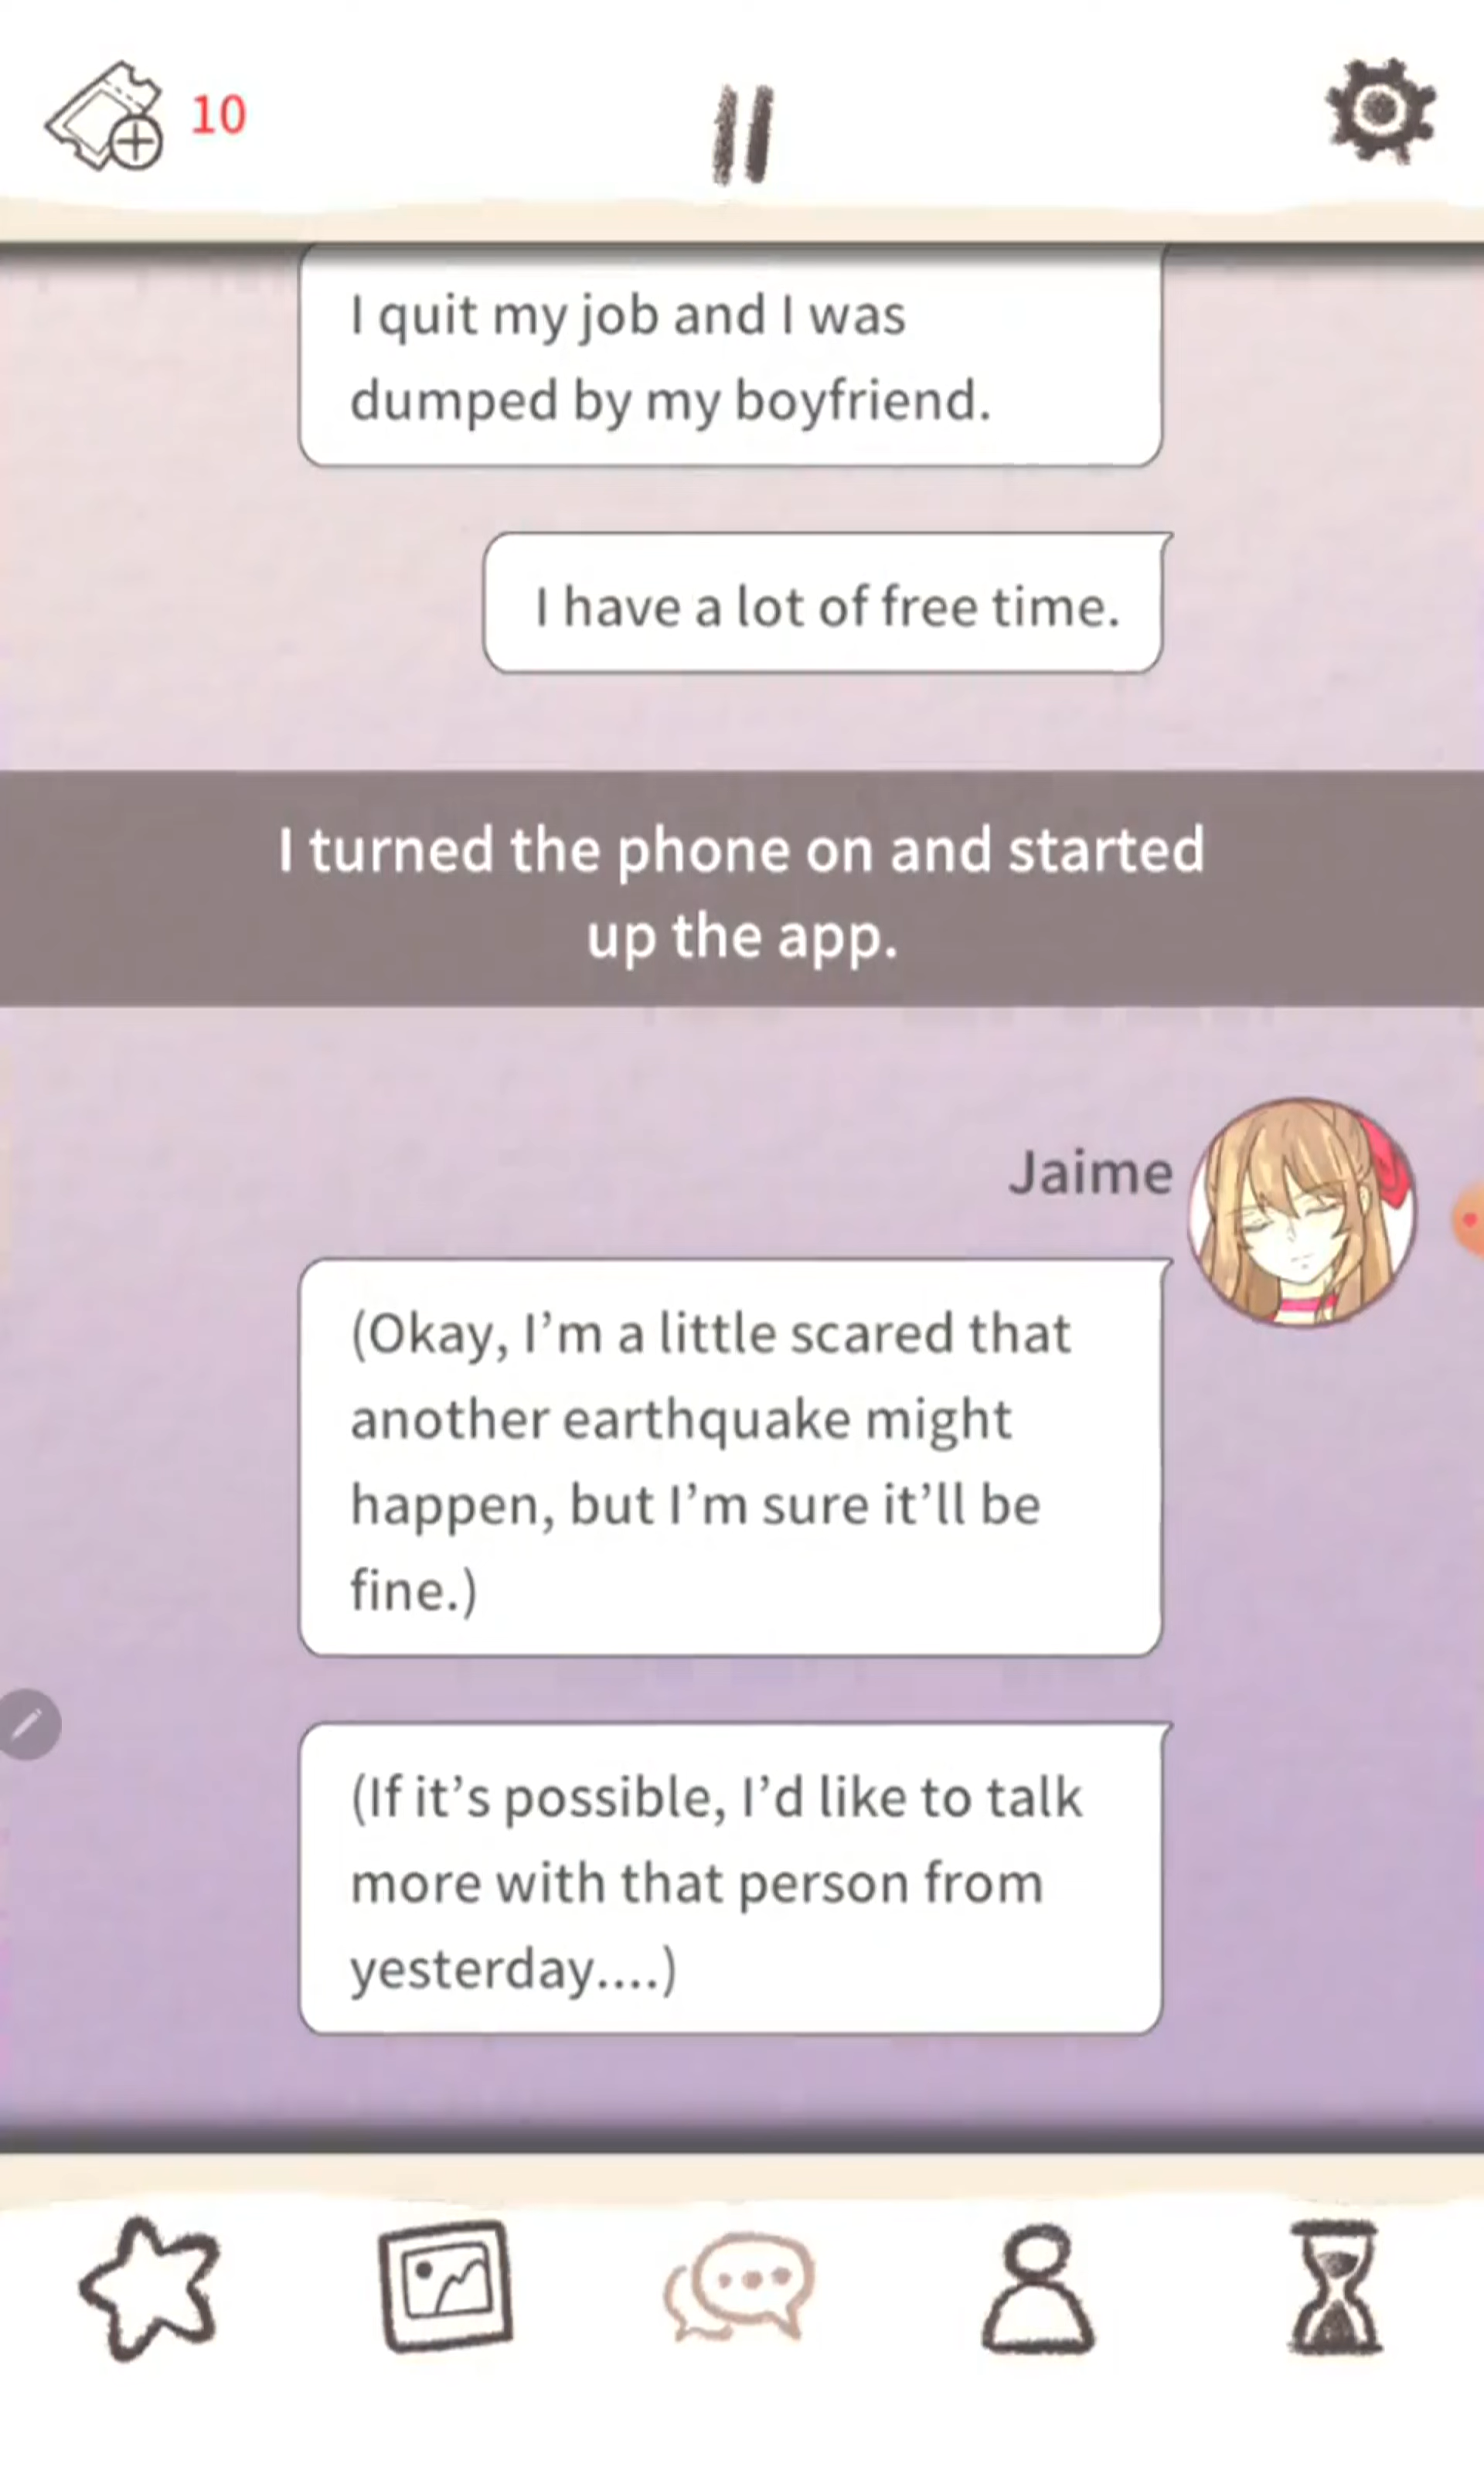 10
I quit my job and I was
dumped by my boyfriend.
I have a lot of free time.
I turned the phone on and started
up the app.
Jaime
(Okay, I’m a little scared that
another earthquake might
happen, but I’m sure it’ll be
fine.)
(If it’s possible, I’d like to talk
more with that person from
yesterday....)